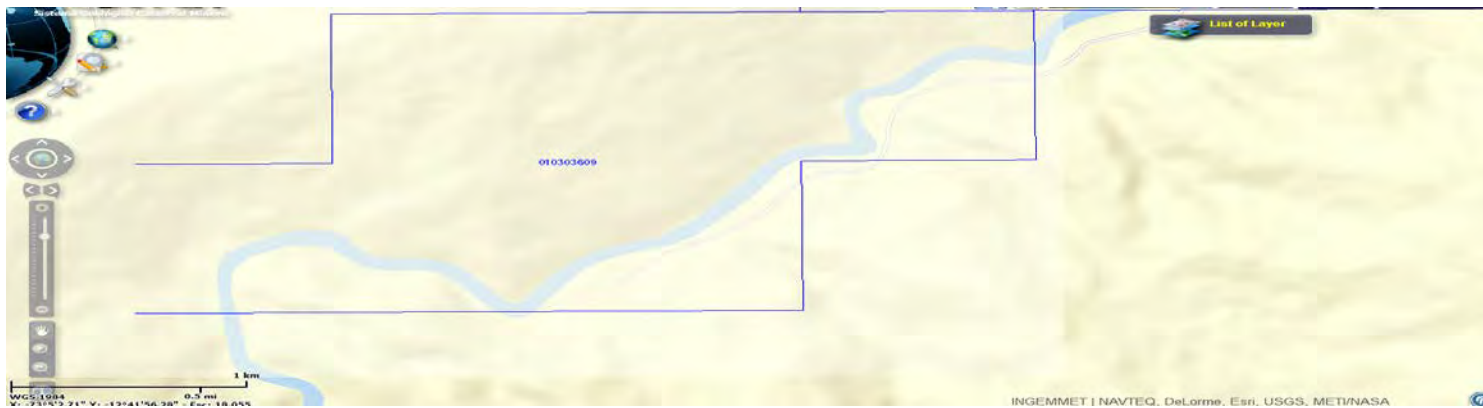 List of Layer
010303609
1 km
0.5 mi
WGS 1984
INGEMMET | NAVTEQ, DeLorme, Esri, USGS, METI/NASA